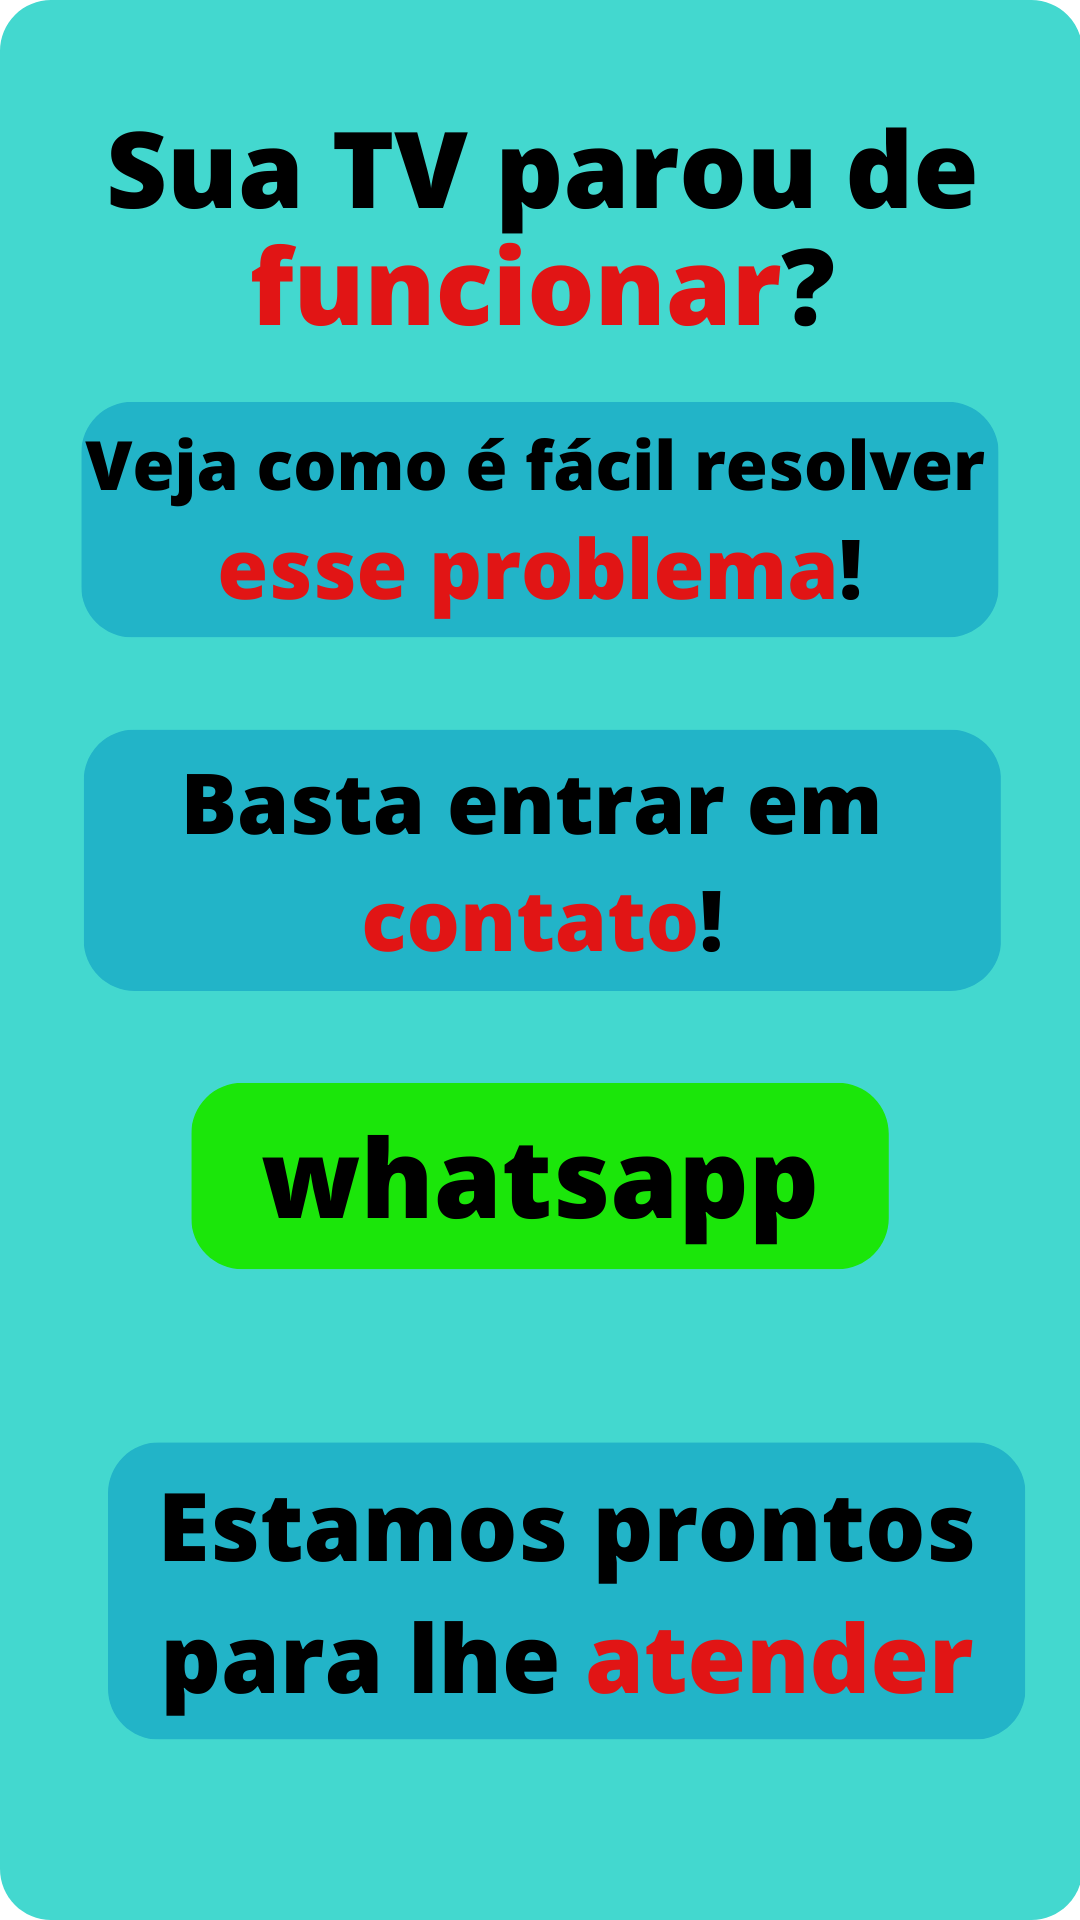 Sua TV parou de
funcionar?
Veja como é fácil resolver
esse problema!
Basta entrar em
contato!
whatsapp
Estamos prontos
para lhe atender